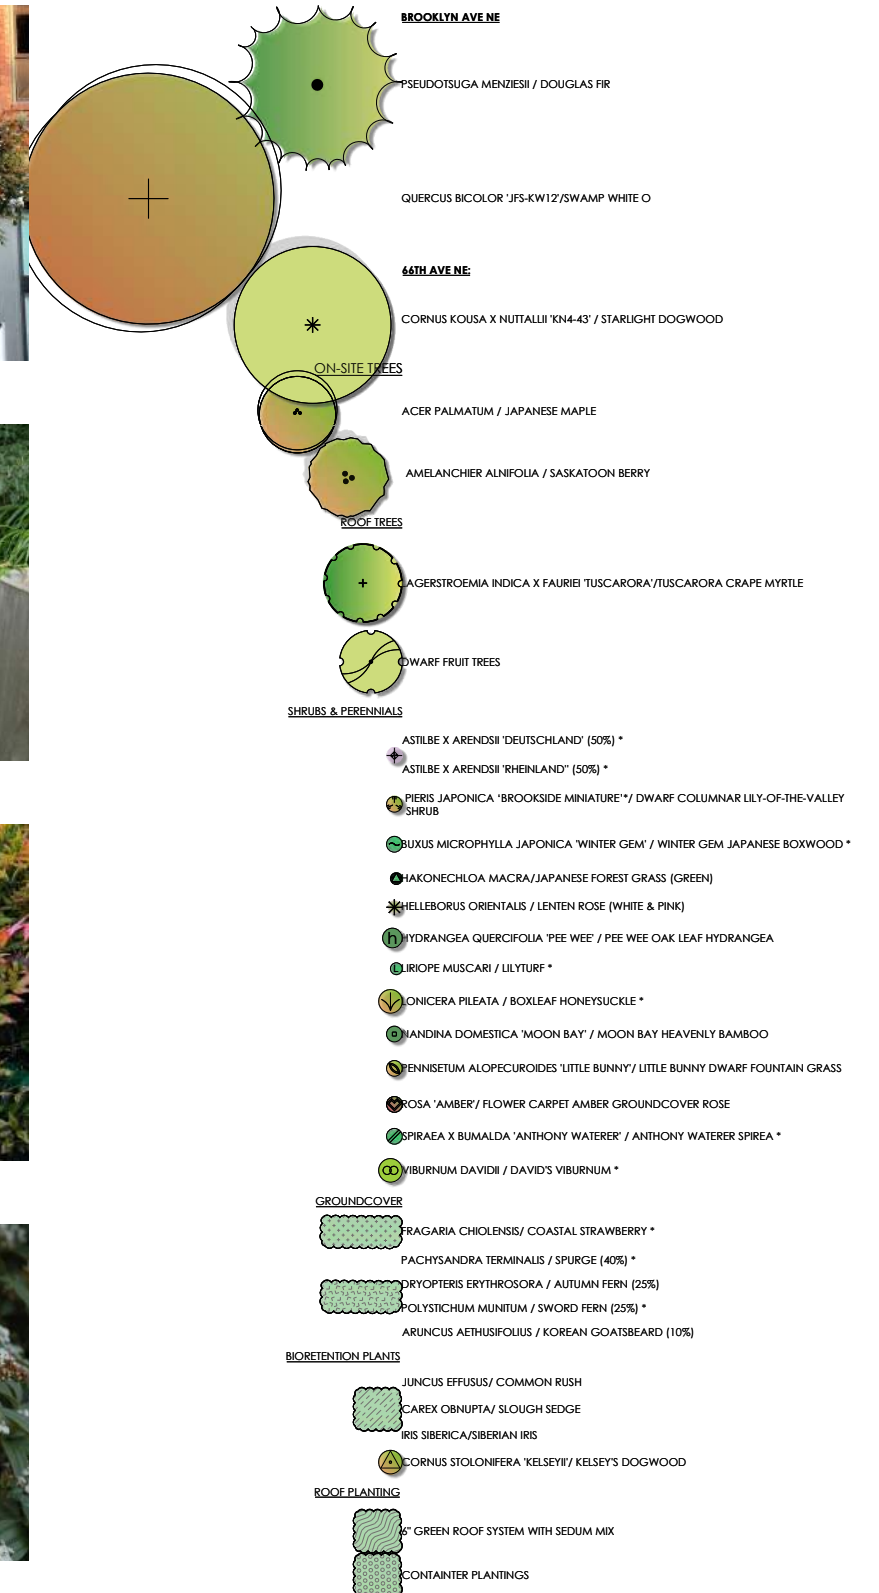 BROOKLYN AVE NE
PSEUDOTSUGA MENZIESII / DOUGLAS FIR
QUERCUS BICOLOR 'JFS-KW12'/SWAMP WHITE O
66TH AVE NE:
CORNUS KOUSA X NUTTALLII 'KN4-43' / STARLIGHT DOGWOOD
ON-SITE TREES
ACER PALMATUM / JAPANESE MAPLE
AMELANCHIER ALNIFOLIA / SASKATOON BERRY
ROOF TREES
LAGERSTROEMIA INDICA X FAURIEI 'TUSCARORA'/TUSCARORA CRAPE MYRTLE
DWARF FRUIT TREES
SHRUBS & PERENNIALS
ASTILBE X ARENDSII 'DEUTSCHLAND' (50%) *
ASTILBE X ARENDSII 'RHEINLAND'' (50%) *
PIERIS JAPONICA 'BROOKSIDE MINIATURE'*/ DWARF COLUMNAR LILY-OF-THE-VALLEY
SHRUB
BUXUS MICROPHYLLA JAPONICA 'WINTER GEM' / WINTER GEM JAPANESE BOXWOOD *
HAKONECHLOA MACRA/JAPANESE FOREST GRASS (GREEN)
HELLEBORUS ORIENTALIS / LENTEN ROSE (WHITE & PINK)
h HYDRANGEA QUERCIFOLIA 'PEE WEE' / PEE WEE OAK LEAF HYDRANGEA
L LIRIOPE MUSCARI / LILYTURF *
LONICERA PILEATA / BOXLEAF HONEYSUCKLE *
NANDINA DOMESTICA 'MOON BAY' / MOON BAY HEAVENLY BAMBOO
PENNISETUM ALOPECUROIDES 'LITTLE BUNNY'/ LITTLE BUNNY DWARF FOUNTAIN GRASS
ROSA 'AMBER'/ FLOWER CARPET AMBER GROUNDCOVER ROSE
SPIRAEA X BUMALDA 'ANTHONY WATERER' / ANTHONY WATERER SPIREA *
VIBURNUM DAVIDII / DAVID'S VIBURNUM *
GROUNDCOVER
FRAGARIA CHIOLENSIS/ COASTAL STRAWBERRY *
PACHYSANDRA TERMINALIS / SPURGE (40%) *
DRYOPTERIS ERYTHROSORA / AUTUMN FERN (25%)
POLYSTICHUM MUNITUM / SWORD FERN (25%) *
ARUNCUS AETHUSIFOLIUS / KOREAN GOATSBEARD (10%)
BIORETENTION PLANTS
JUNCUS EFFUSUS/ COMMON RUSH
CAREX OBNUPTA/ SLOUGH SEDGE
IRIS SIBERICA/SIBERIAN IRIS
CORNUS STOLONIFERA 'KELSEYII'/ KELSEY'S DOGWOOD
ROOF PLANTING
6" GREEN ROOF SYSTEM WITH SEDUM MIX
CONTAINTER PLANTINGS